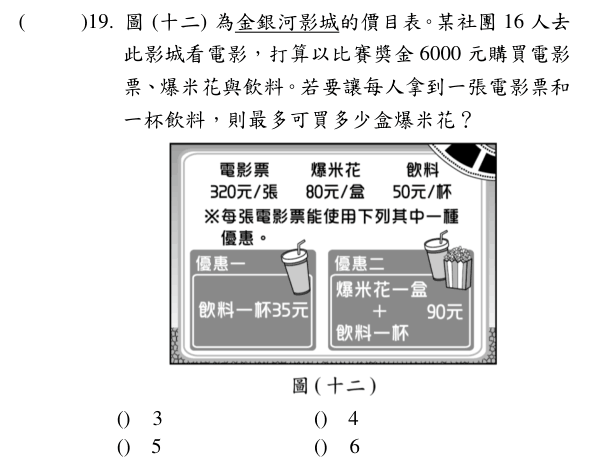 (　　)19. 圖 (十二) 為金銀河影城的價目表。某社團 16 人去
此影城看電影，打算以比賽獎金 6000 元購買電影
票、爆米花與飲料。若要讓每人拿到一張電影票和
一杯飲料，則最多可買多少盒爆米花？
電影票　爆米花　飲料
320元/張　80元/盒　50元/杯
※每張電影票能使用下列其中一種
優惠。
優惠一
飲料一杯35元
優惠二
爆米花一盒
+　90元
飲料一杯
圖(十二)
()　3　　()　4
()　5　　()　6